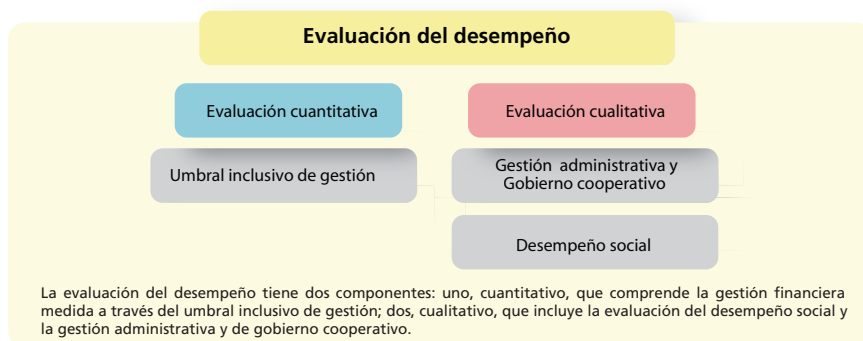 Evaluación del desempeño
Evaluación cuantitativa
Evaluación cualitativa
Umbral inclusivo de gestión
Gestión administrativa y
Gobierno cooperativo
Desempeño social
La evaluación del desempeño tiene dos componentes: uno, cuantitativo, que comprende la gestión financiera
medida a través del umbral inclusivo de gestión; dos, cualitativo, que incluye la evaluación del desempeño social y
la gestión administrativa y de gobierno cooperativo.